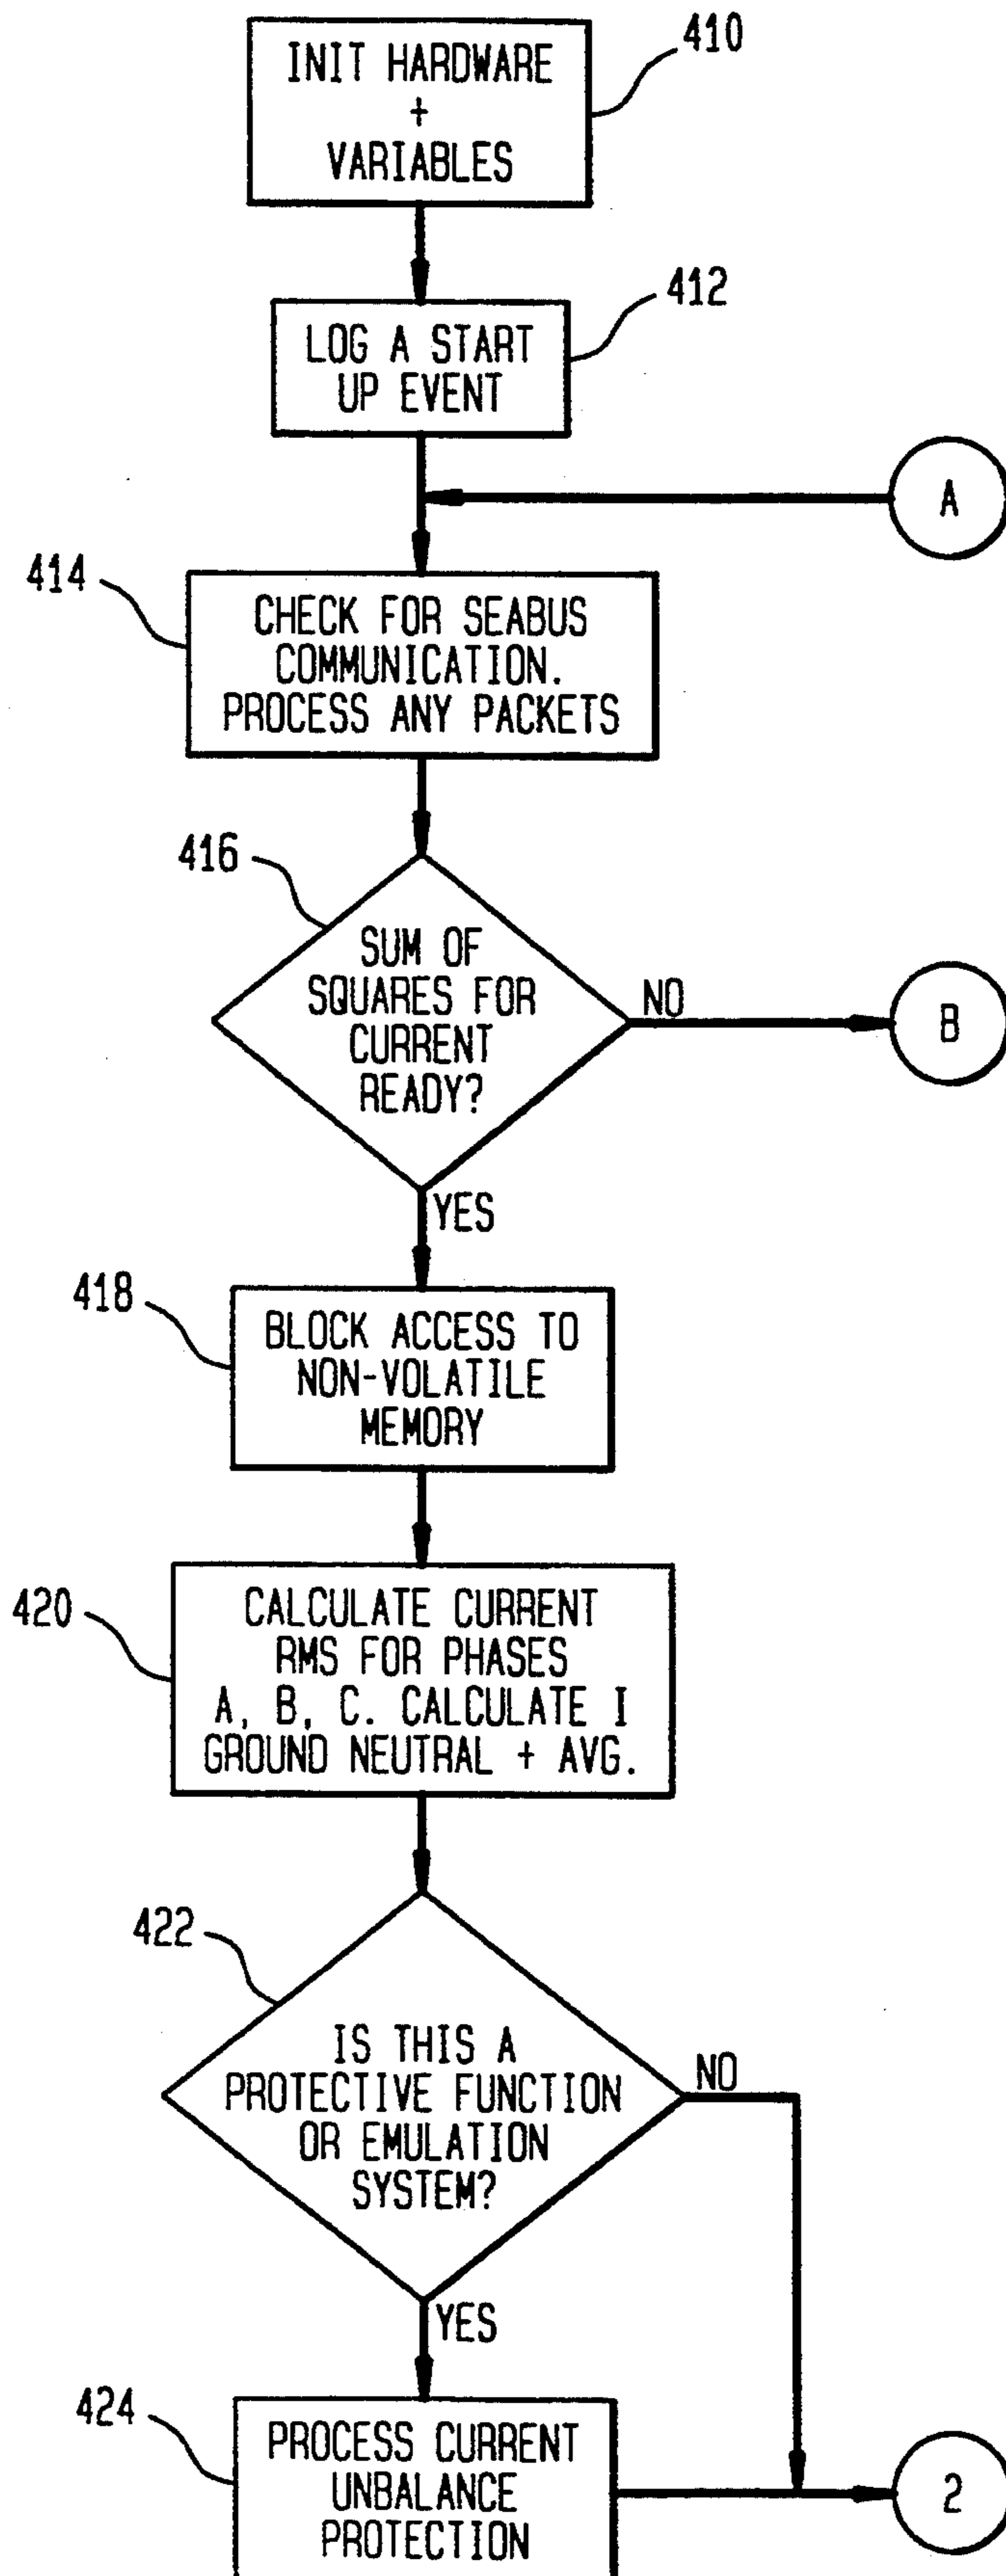 INIT HARDWARE
+
VARIABLES
410
LOG A START
UP EVENT
412
A
414
CHECK FOR SEABUS
COMMUNICATION.
PROCESS ANY PACKETS
416
SUM OF
SQUARES FOR
CURRENT
READY?
NO
B
YES
418
BLOCK ACCESS TO
NON-VOLATILE
MEMORY
420
CALCULATE CURRENT
RMS FOR PHASES
A, B, C. CALCULATE I
GROUND NEUTRAL + AVG.
422
IS THIS A
PROTECTIVE FUNCTION
OR EMULATION
SYSTEM?
NO
YES
424
PROCESS CURRENT
UNBALANCE
PROTECTION
2